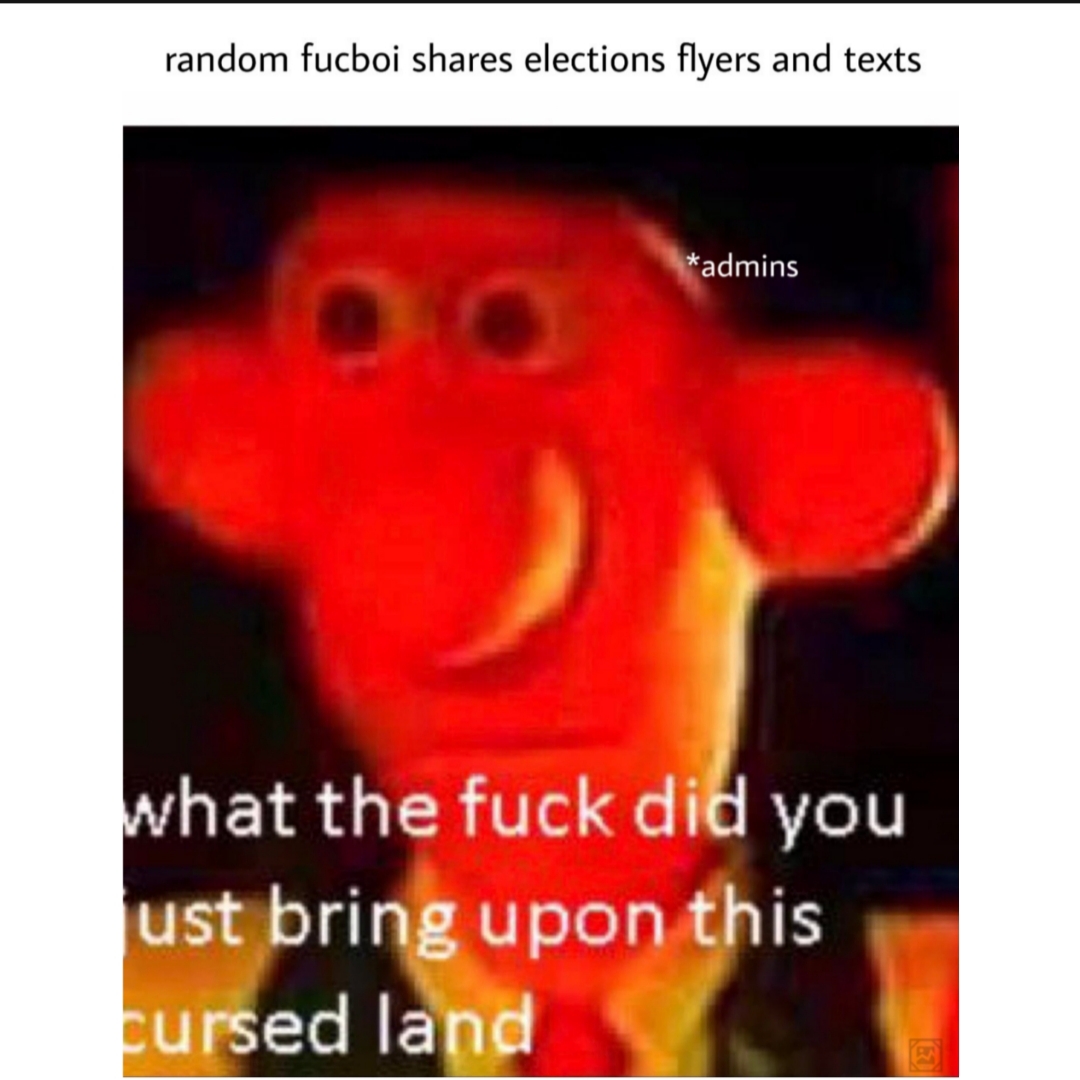 random fucboi shares elections flyers and texts
*admins
what the fuck did you
just bring upon this
cursed land